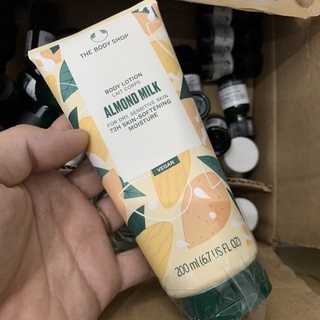 THE BODY SHOP
BODY LOTION
LAIT CORPS
ALMOND MILK
FOR DRY, SENSITIVE SKIN
72H SKIN-SOFTENING
MOISTURE
VEGAN
200 ml (6.7 US FL OZ)